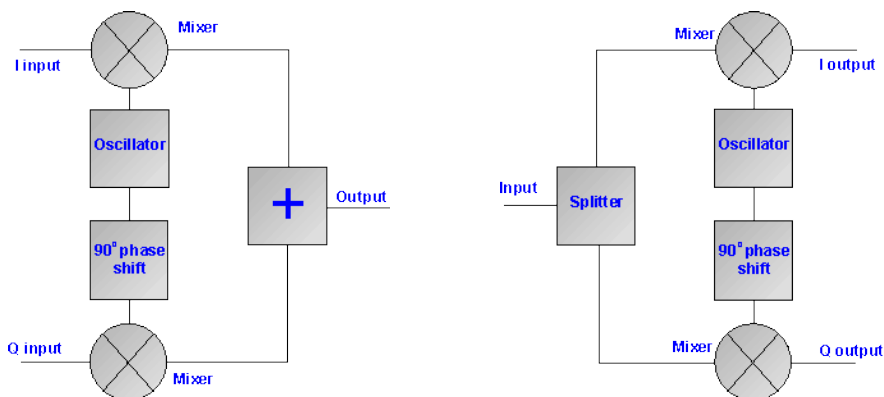 Mixer
I input
Oscillator
90° phase
shift
Q input
Mixer
+
Output
Mixer
I output
Input
Splitter
Oscillator
90° phase
shift
Mixer
Q output